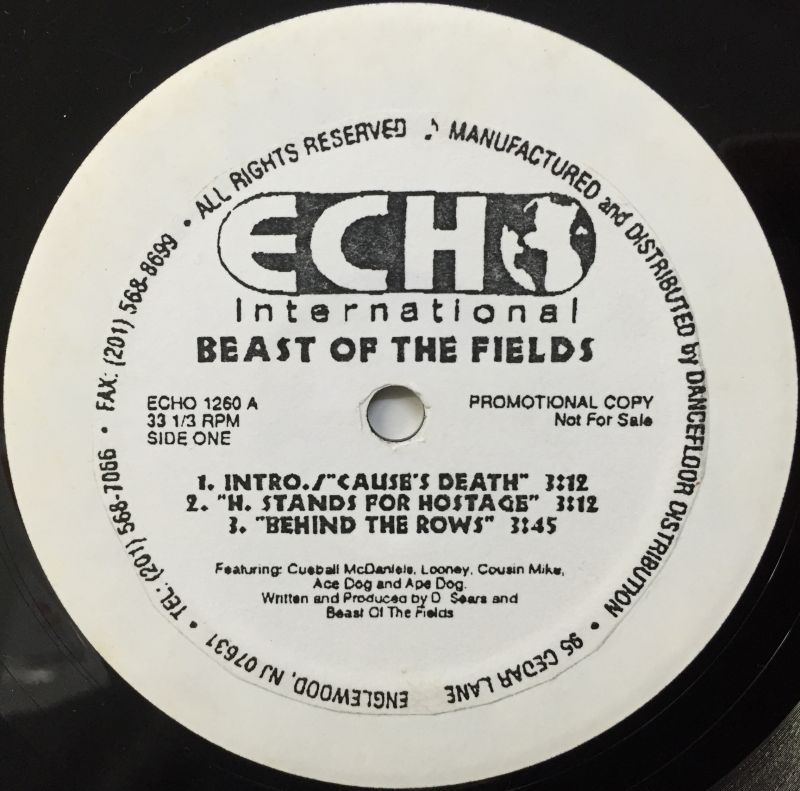 ALL RIGHTS RESERVED ♪ MANUFACTURED and DISTRIBUTED by DANCEFLOOR DISTRIBUTION • 95 CEDAR LANE ENGLEWOOD, NJ 07631 • TEL: (201) 568-7066 • FAX: (201) 568-8699 •
ECHO
International
BEAST OF THE FIELDS
ECHO 1260 A
33 1/3 RPM
SIDE ONE
PROMOTIONAL COPY
Not For Sale
1. INTRO./"CAUSE'S DEATH" 3:12
2. "H. STANDS FOR HOSTAGE" 3:12
3. "BEHIND THE ROWS" 3:45
Featuring: Cueball McDaniels, Looney, Cousin Mike,
Ace Dog and Ape Dog.
Written and Produced by D. Sears and
Beast Of The Fields